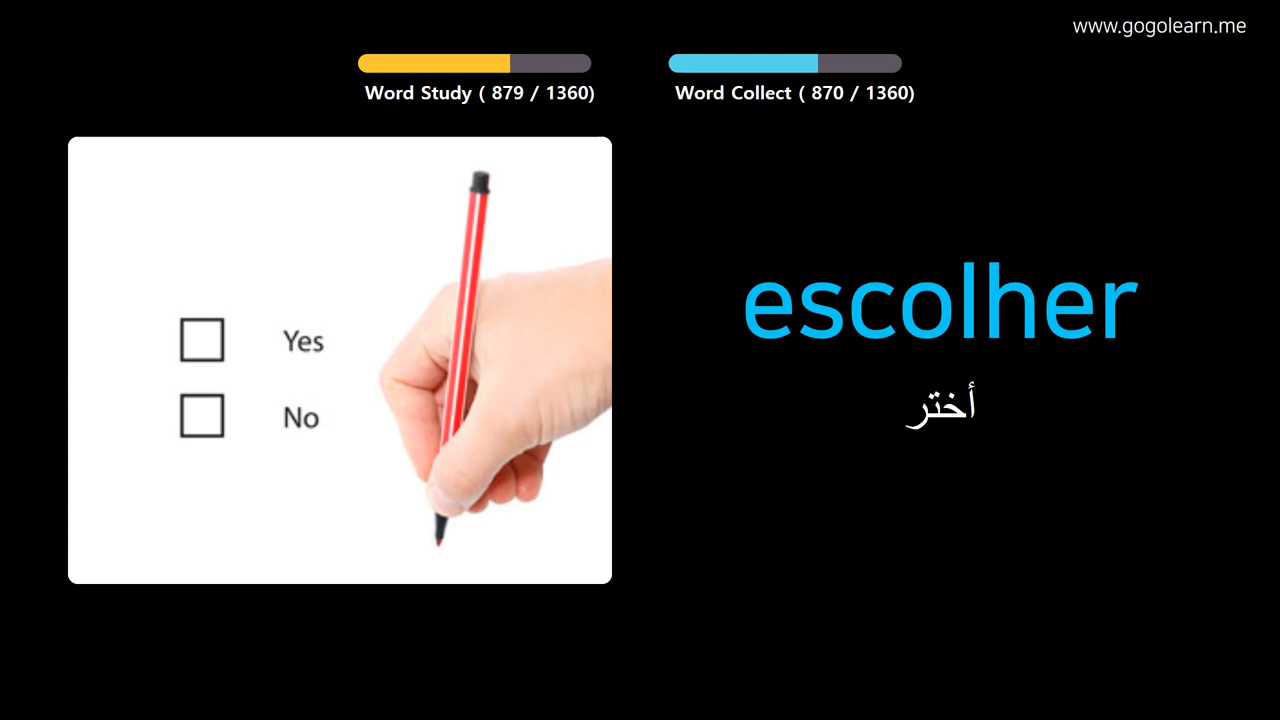 www.gogolearn.me
Word Study ( 879 / 1360)
Word Collect ( 870 / 1360)
Yes
No
escolher
أختر